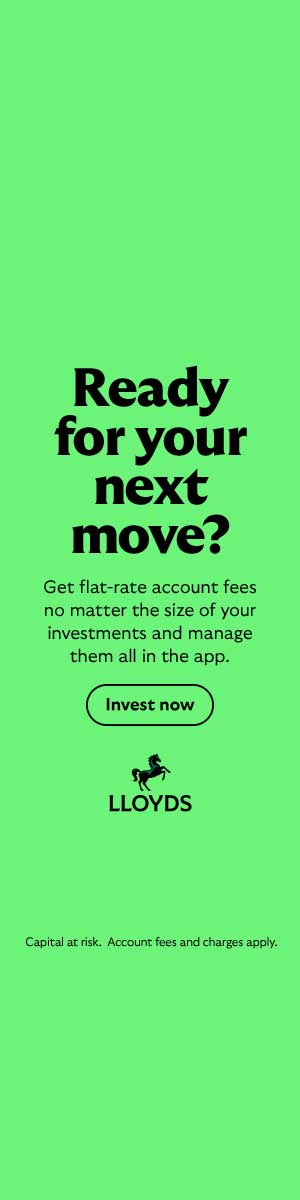 Ready
for your
next
move?
Get flat-rate account fees
no matter the size of your
investments and manage
them all in the app.
Invest now
LLOYDS
Capital at risk.  Account fees and charges apply.